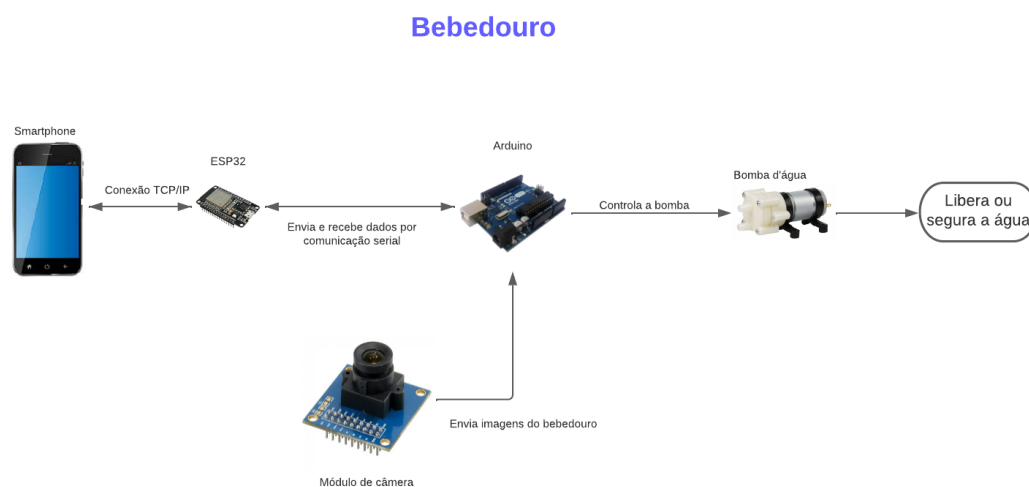 Bebedouro
Smartphone
ESP32
Arduino
Conexão TCP/IP
Envia e recebe dados por
comunicação serial
Controla a bomba
Bomba d'água
Libera ou
segura a água
Envia imagens do bebedouro
Módulo de câmera